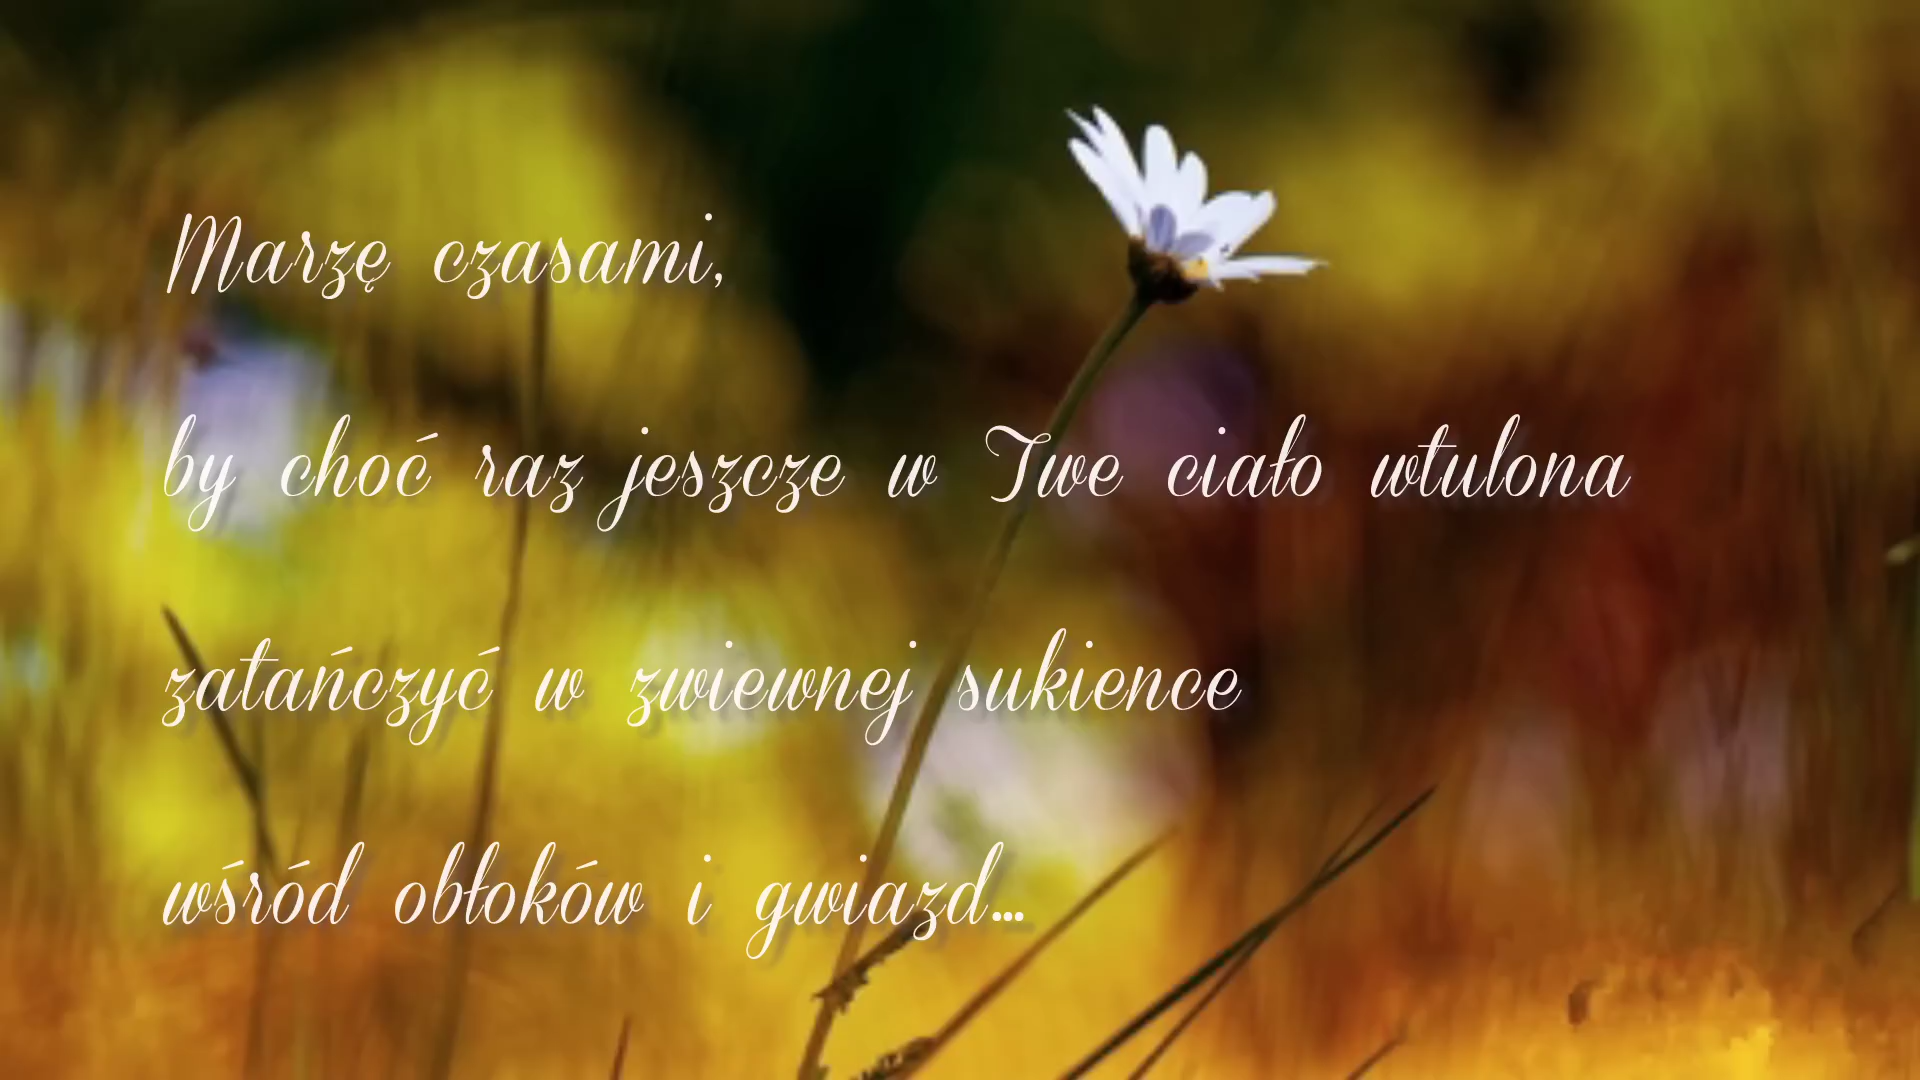 Marzę czasami,
by choć raz jeszcze w Twe ciało wtulona
zatańczyć w zwiewnej sukience
wśród obłoków i gwiazd...